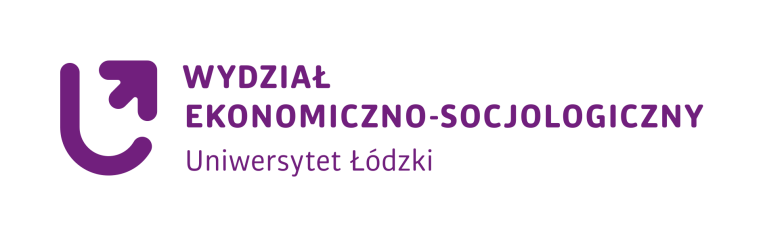 WYDZIAŁ
EKONOMICZNO-SOCJOLOGICZNY
Uniwersytet Łódzki